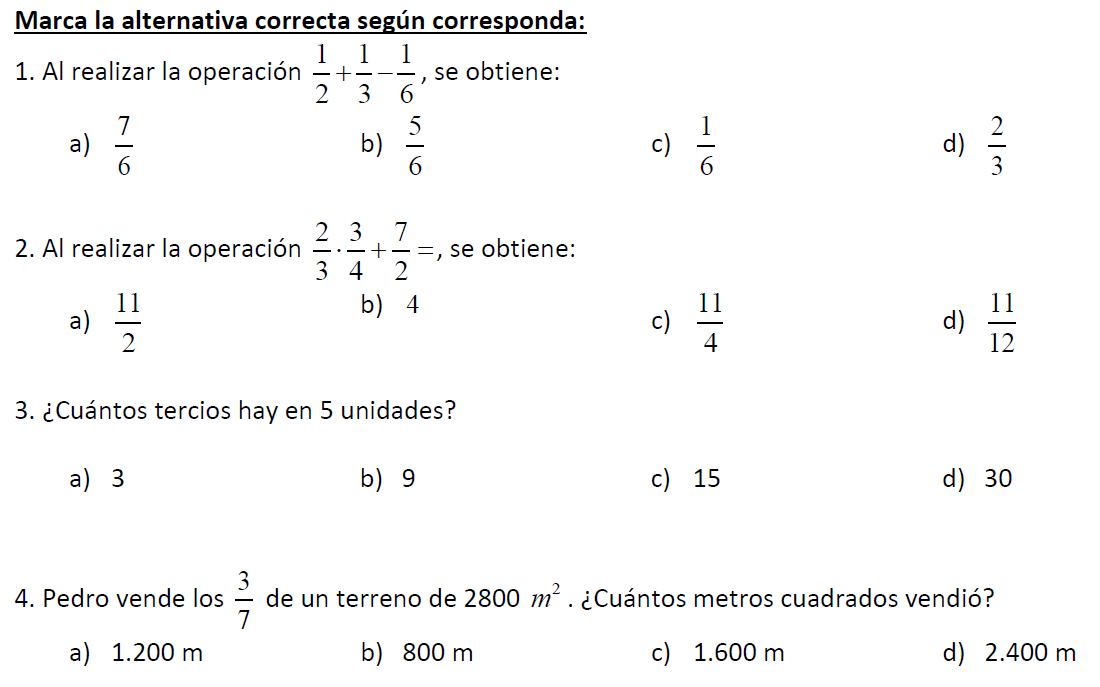 Marca la alternativa correcta según corresponda:
1. Al realizar la operación 1/2 + 1/3 − 1/6, se obtiene:
a) 7/6 b) 5/6 c) 1/6 d) 2/3
2. Al realizar la operación 2/3 · 3/4 + 7/2 =, se obtiene:
a) 11/2 b) 4 c) 11/4 d) 11/12
3. ¿Cuántos tercios hay en 5 unidades?
a) 3 b) 9 c) 15 d) 30
4. Pedro vende los 3/7 de un terreno de 2800 m². ¿Cuántos metros cuadrados vendió?
a) 1.200 m b) 800 m c) 1.600 m d) 2.400 m